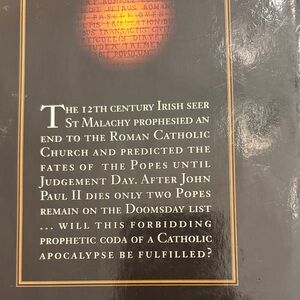 THE 12TH CENTURY IRISH SEER
ST MALACHY PROPHESIED AN
END TO THE ROMAN CATHOLIC
CHURCH AND PREDICTED THE
FATES OF THE POPES UNTIL
JUDGEMENT DAY. AFTER JOHN
PAUL II DIES ONLY TWO POPES
REMAIN ON THE DOOMSDAY LIST
... WILL THIS FORBIDDING
PROPHETIC CODA OF A CATHOLIC
APOCALYPSE BE FULFILLED?